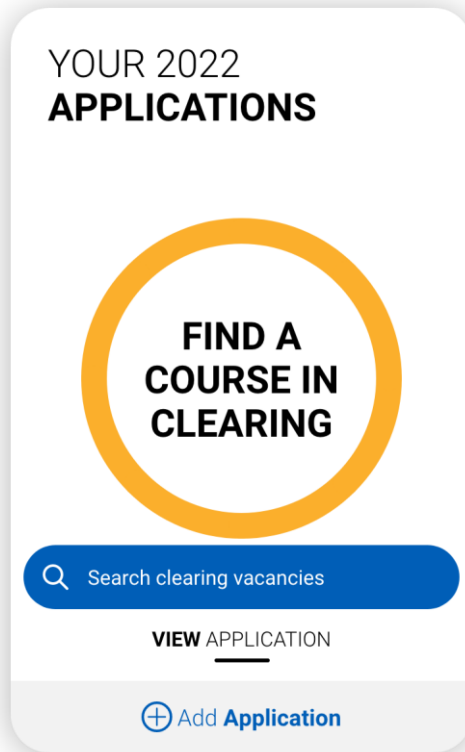 YOUR 2022
APPLICATIONS
FIND A
COURSE IN
CLEARING
Search clearing vacancies
VIEW APPLICATION
Add Application